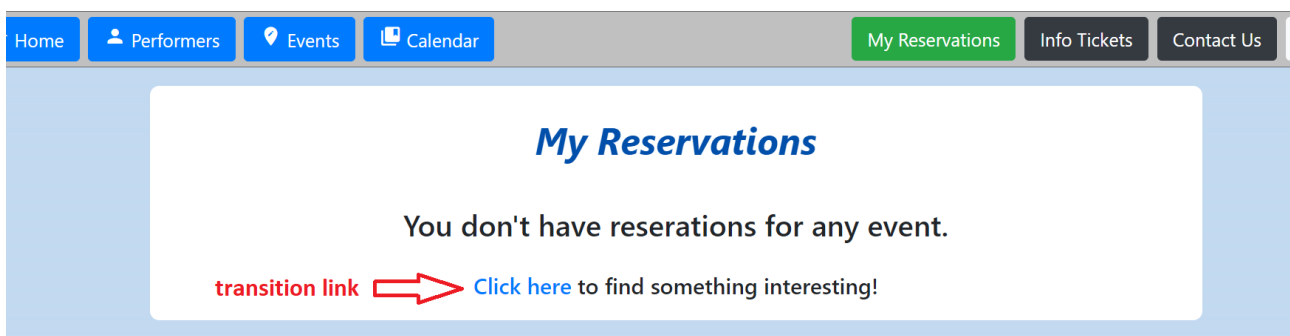 Home Performers Events Calendar My Reservations Info Tickets Contact Us
My Reservations
You don't have reserations for any event.
transition link Click here to find something interesting!